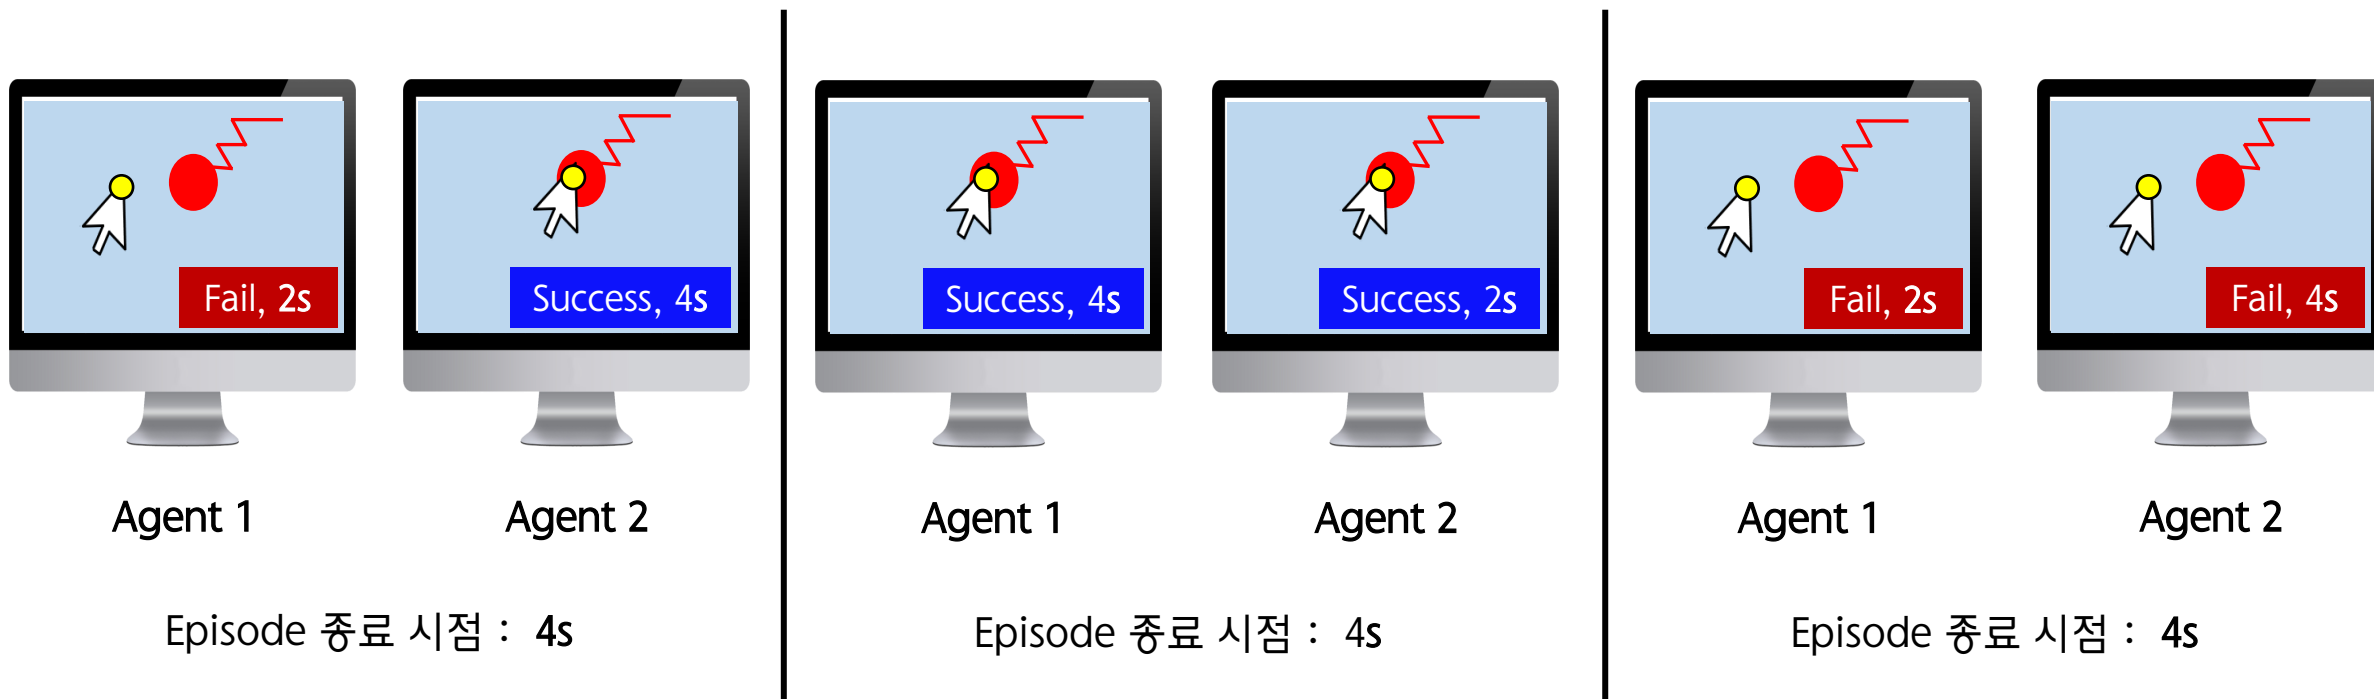 Fail, 2s
Success, 4s
Agent 1
Agent 2
Episode 종료 시점 : 4s
Success, 4s
Success, 2s
Agent 1
Agent 2
Episode 종료 시점 : 4s
Fail, 2s
Fail, 4s
Agent 1
Agent 2
Episode 종료 시점 : 4s